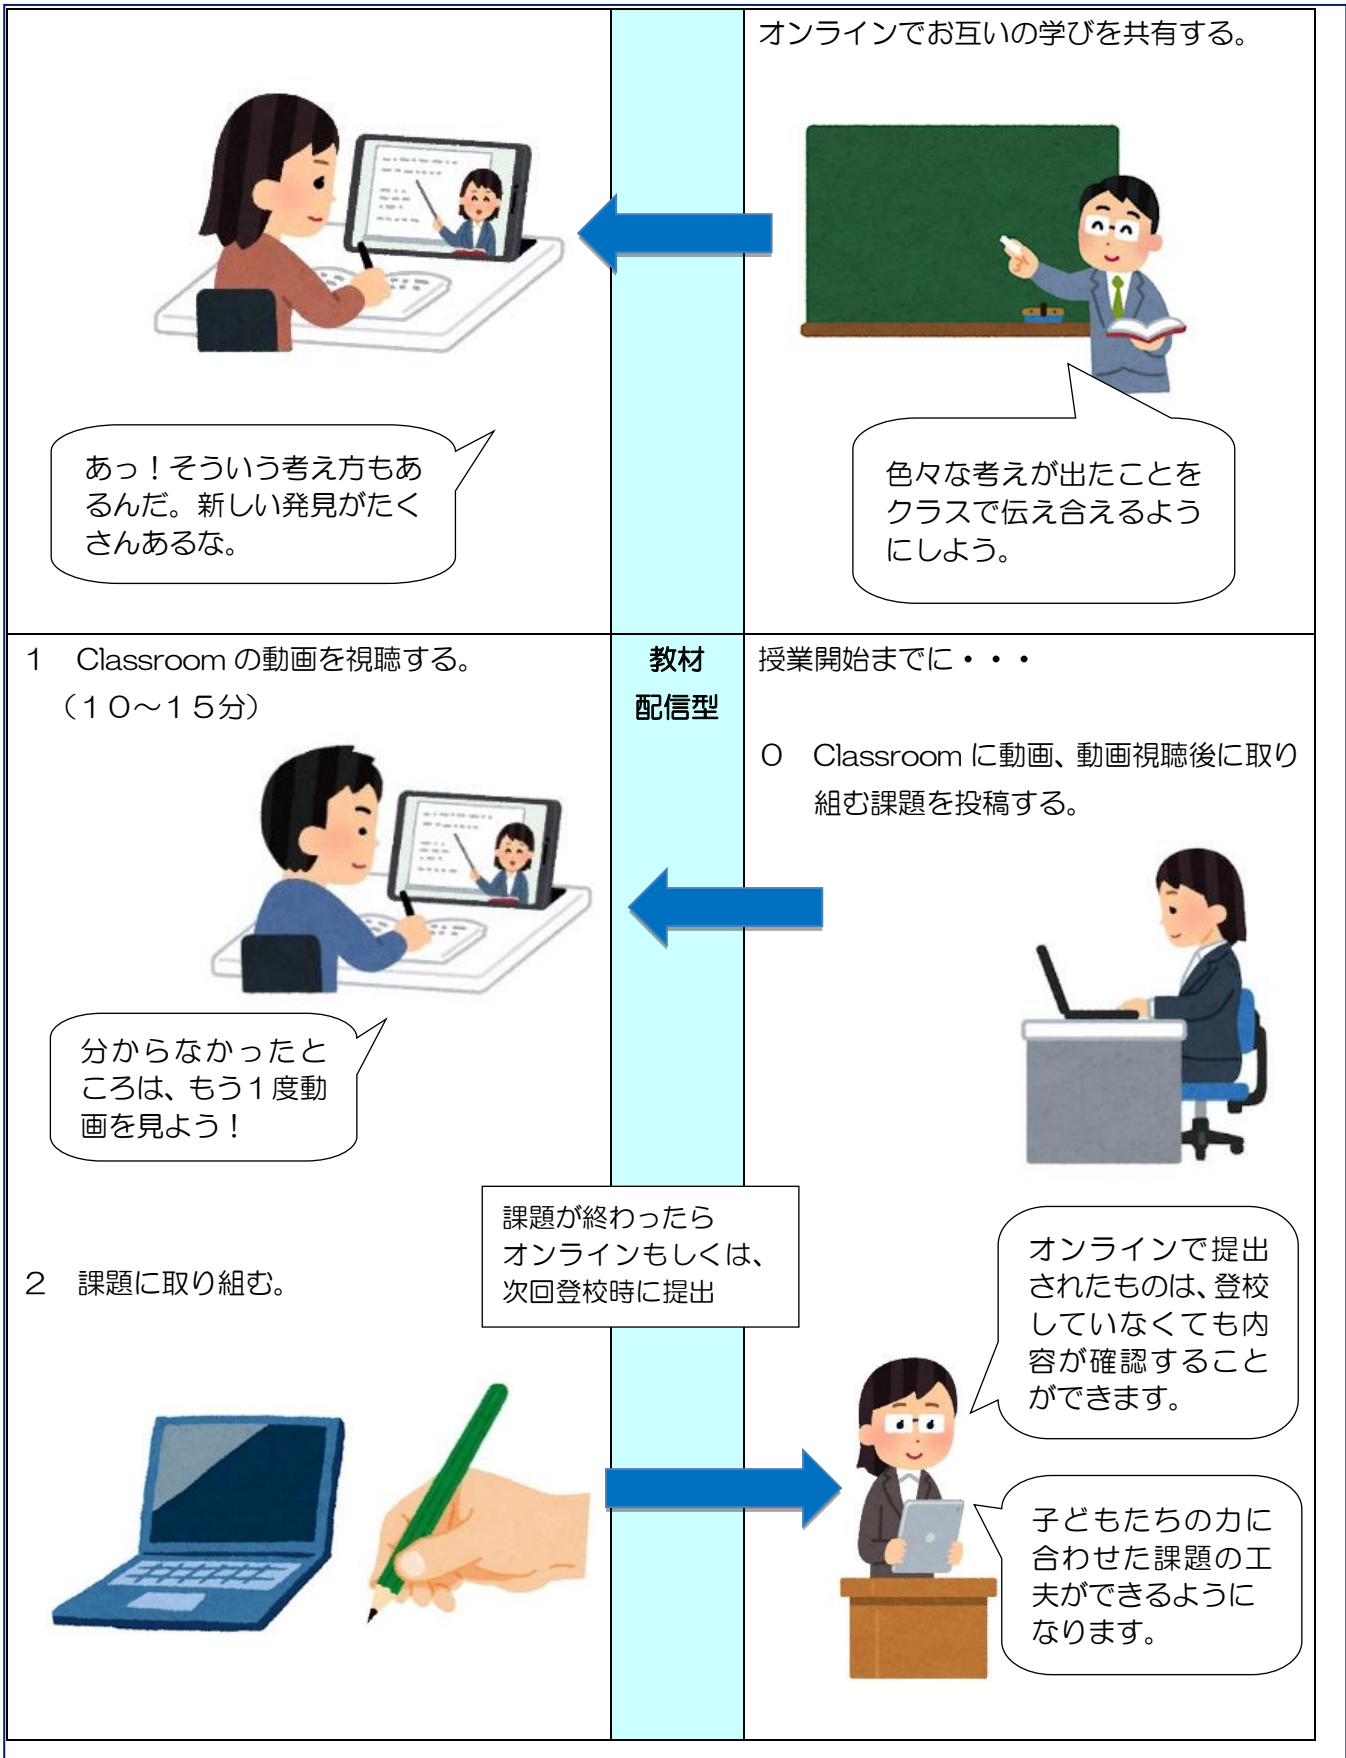 オンラインでお互いの学びを共有する。
あっ！そういう考え方もあ
るんだ。新しい発見がたく
さんあるな。
色々な考えが出たことを
クラスで伝え合えるよう
にしよう。
1　Classroom の動画を視聴する。
（１０～１５分）
教材
配信型
授業開始までに・・・
0　Classroom に動画、動画視聴後に取り
組む課題を投稿する。
分からなかったと
ころは、もう１度動
画を見よう！
課題が終わったら
オンラインもしくは、
次回登校時に提出
2　課題に取り組む。
オンラインで提出
されたものは、登校
していなくても内
容が確認すること
ができます。
子どもたちの力に
合わせた課題の工
夫ができるように
なります。